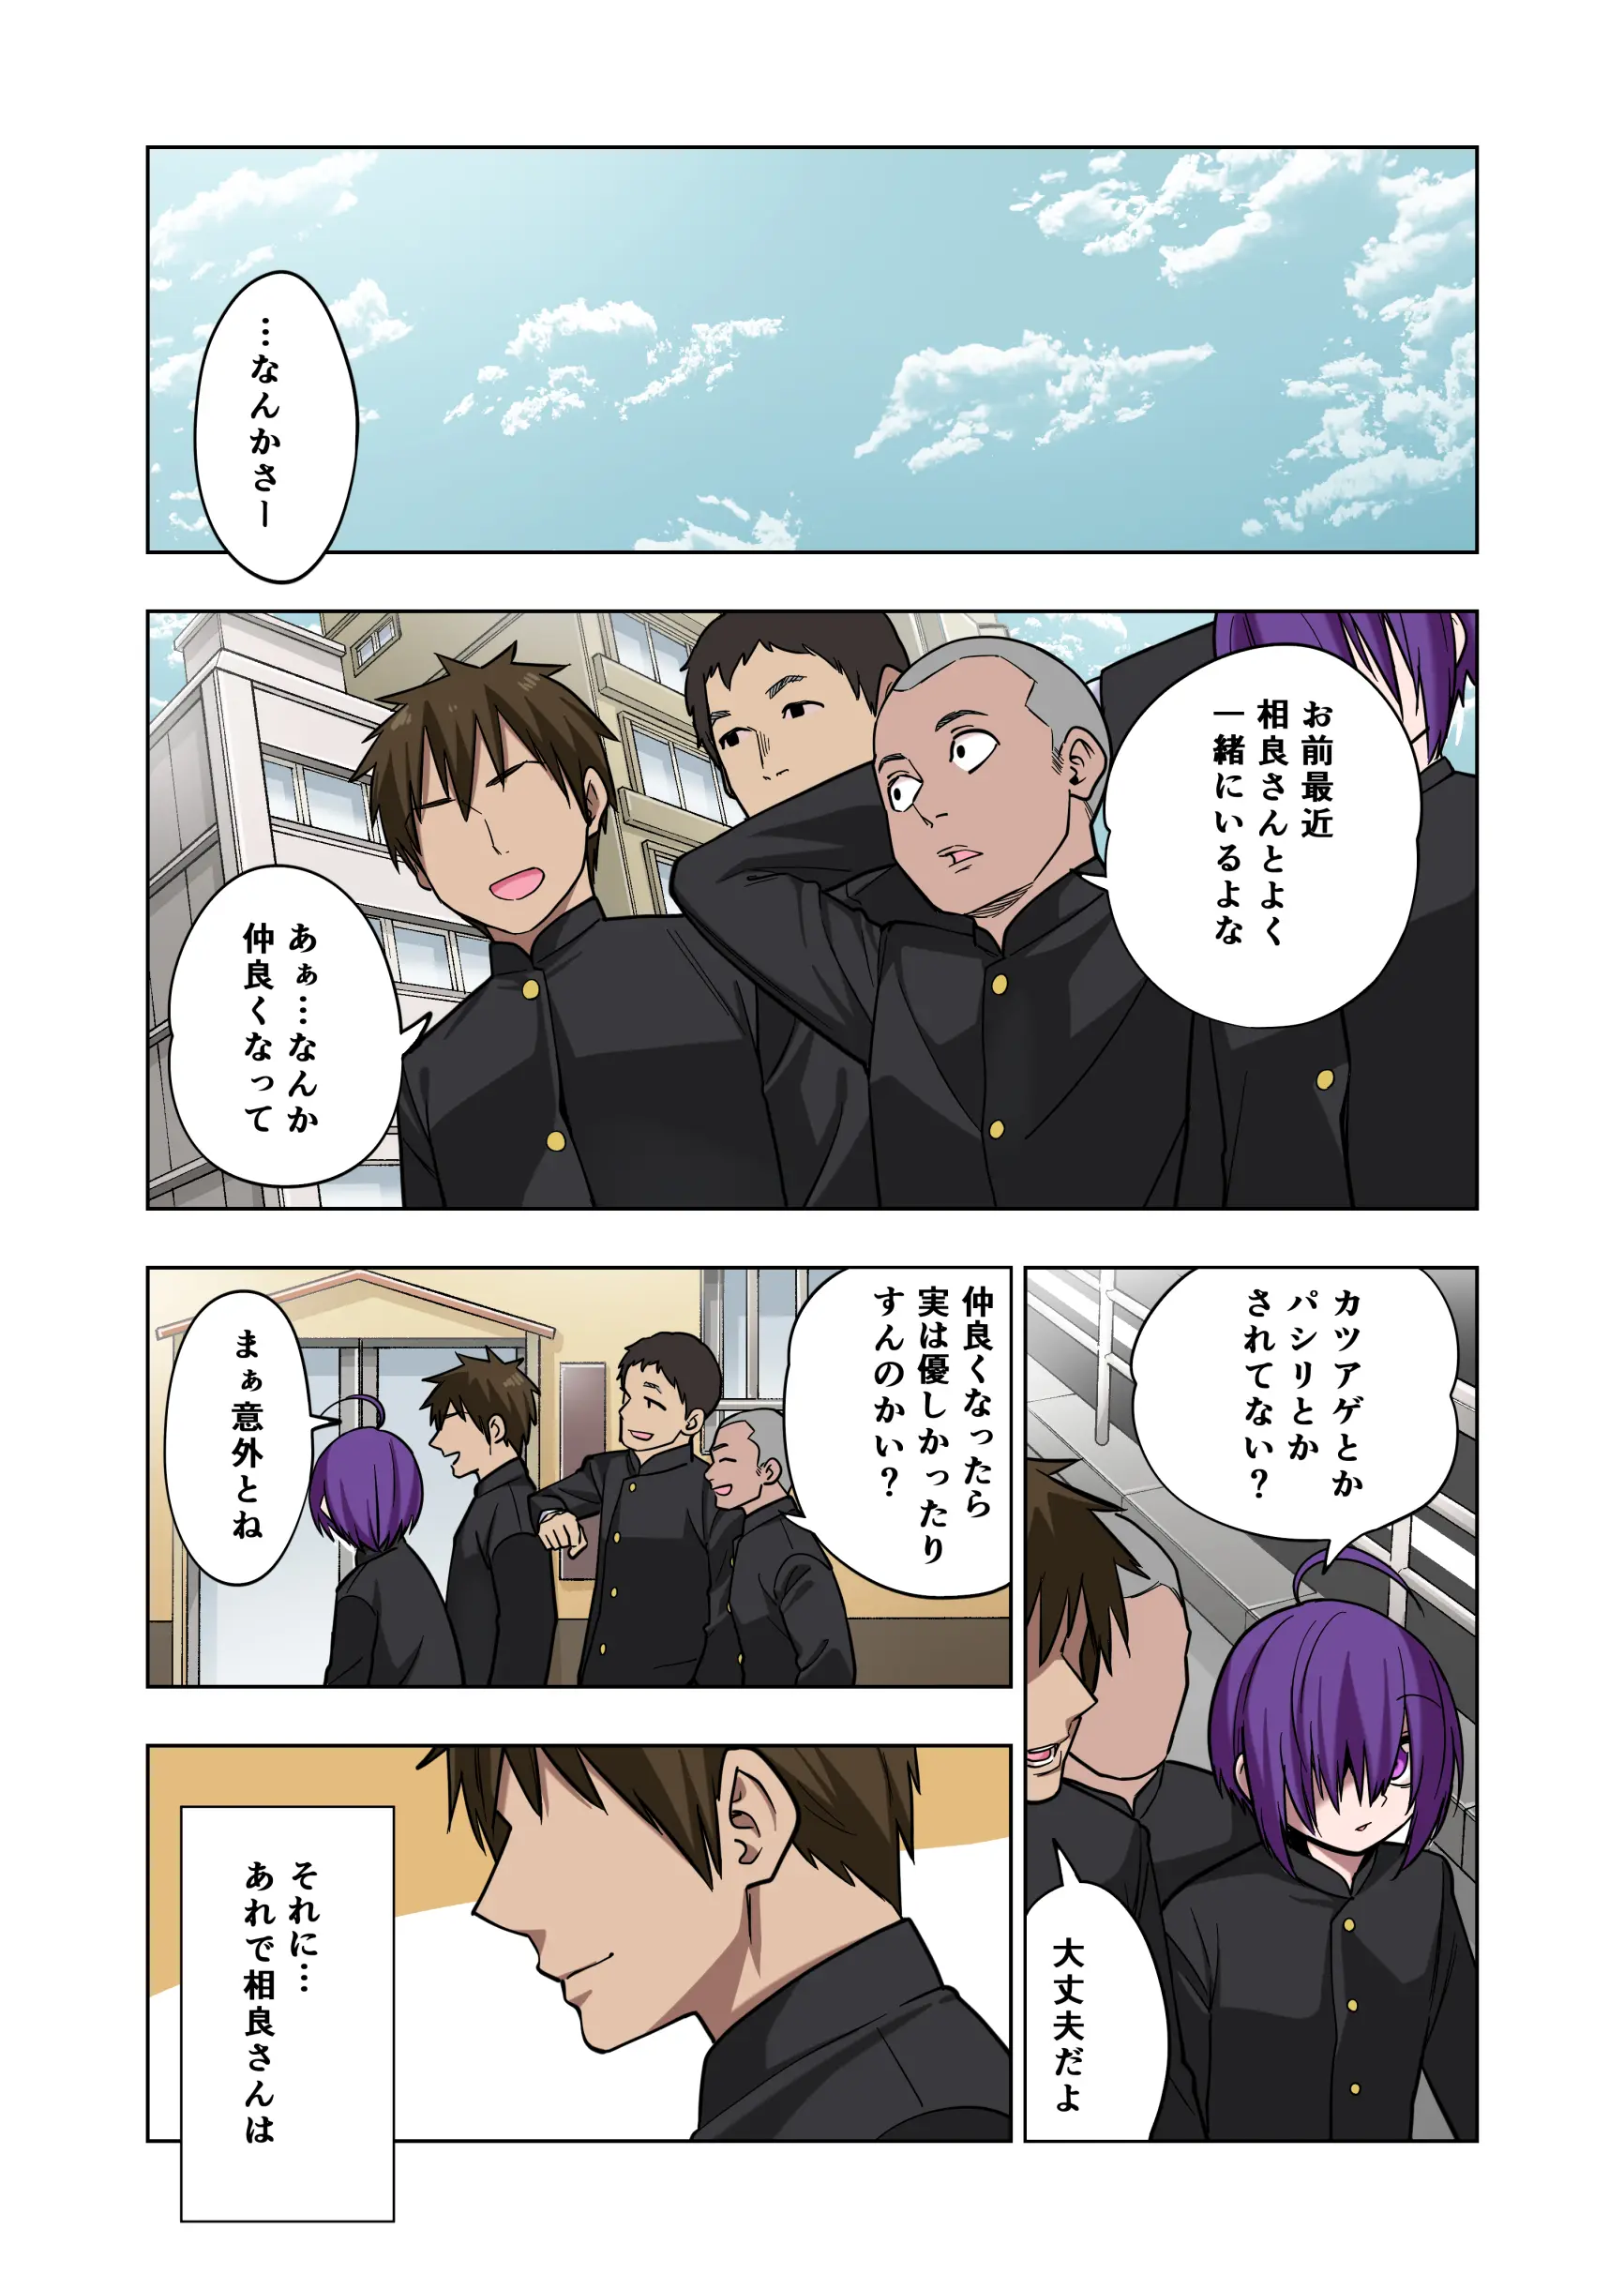 …なんかさー
お前最近
相良さんとよく
一緒にいるよな
あぁ…なんか
仲良くなって
カツアゲとか
パシリとか
されてない?
大丈夫だよ
仲良くなったら
実は優しかったり
すんのかい?
まぁ意外とね
それに…
あれで相良さんは